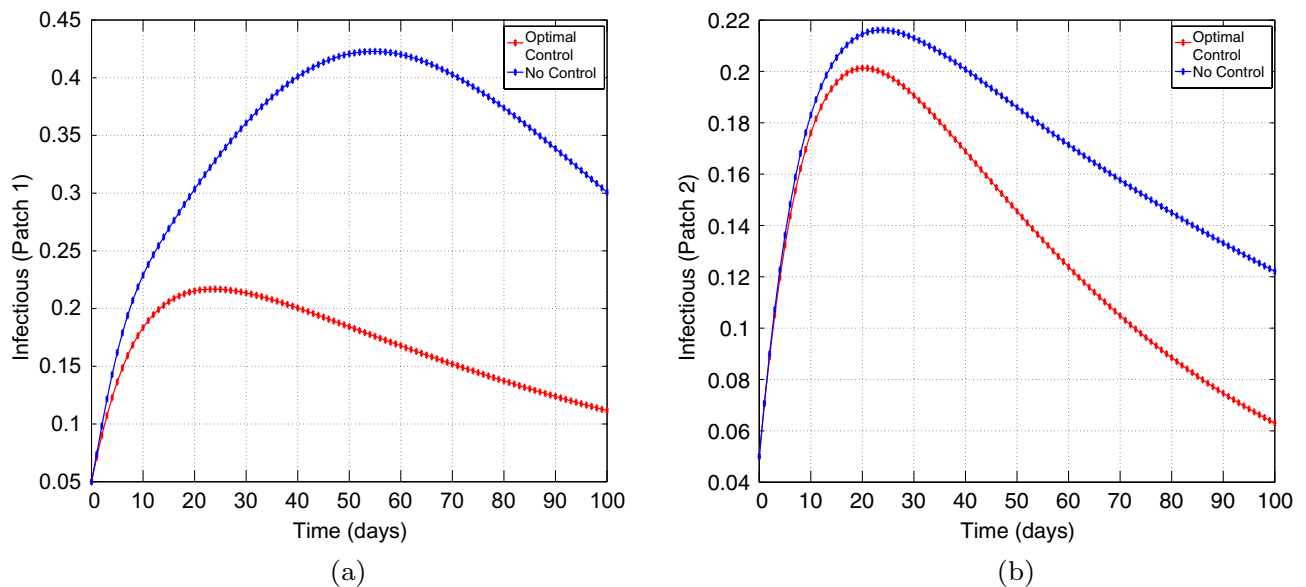 0.45
0.4
0.35
0.3
0.25
0.2
0.15
0.1
0.05
Infectious (Patch 1)
0 10 20 30 40 50 60 70 80 90 100
Time (days)
Optimal
Control
No Control
(a)
0.22
0.2
0.18
0.16
0.14
0.12
0.1
0.08
0.06
0.04
Infectious (Patch 2)
0 10 20 30 40 50 60 70 80 90 100
Time (days)
Optimal
Control
No Control
(b)